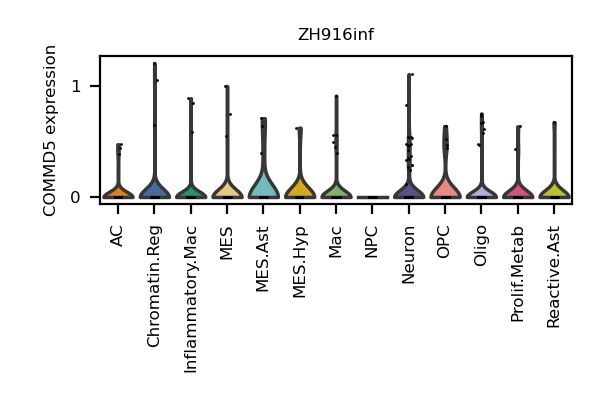 ZH916inf
COMMD5 expression
1
0
AC
Chromatin.Reg
Inflammatory.Mac
MES
MES.Ast
MES.Hyp
Mac
NPC
Neuron
OPC
Oligo
Prolif.Metab
Reactive.Ast